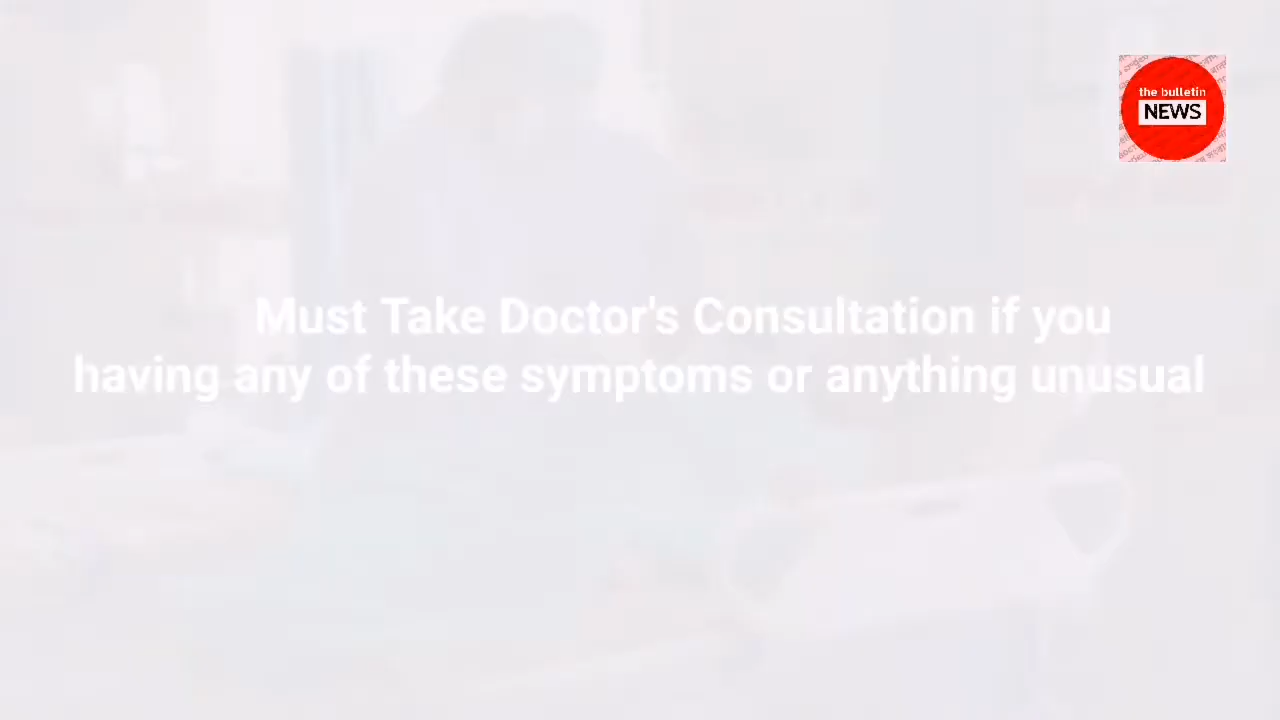 the bulletin
NEWS
Must Take Doctor's Consultation if you
having any of these symptoms or anything unusual